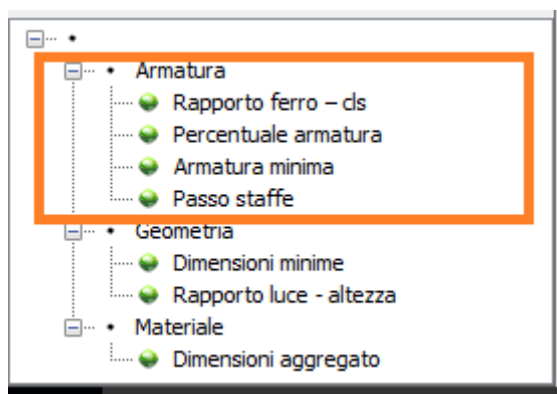 Armatura
Rapporto ferro – cls
Percentuale armatura
Armatura minima
Passo staffe
Geometria
Dimensioni minime
Rapporto luce - altezza
Materiale
Dimensioni aggregato